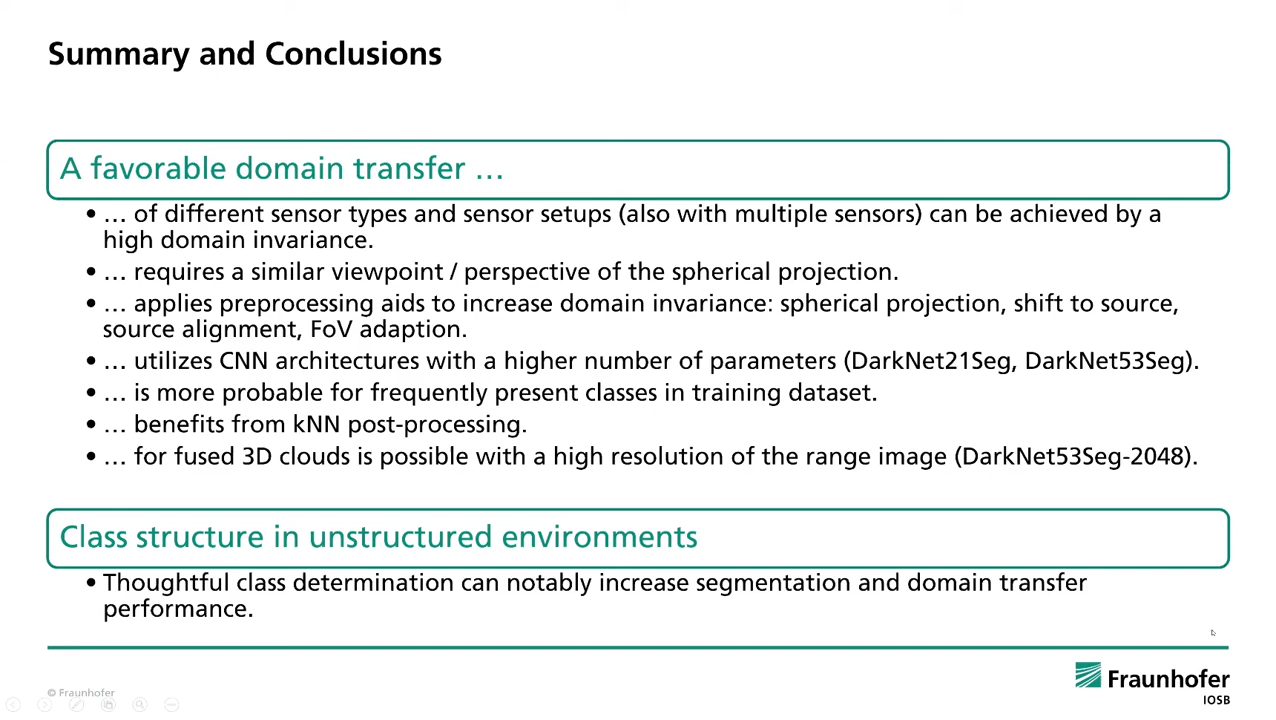 Summary and Conclusions
A favorable domain transfer …
• … of different sensor types and sensor setups (also with multiple sensors) can be achieved by a
high domain invariance.
• … requires a similar viewpoint / perspective of the spherical projection.
• … applies preprocessing aids to increase domain invariance: spherical projection, shift to source,
source alignment, FoV adaption.
• … utilizes CNN architectures with a higher number of parameters (DarkNet21Seg, DarkNet53Seg).
• … is more probable for frequently present classes in training dataset.
• … benefits from kNN post-processing.
• … for fused 3D clouds is possible with a high resolution of the range image (DarkNet53Seg-2048).
Class structure in unstructured environments
• Thoughtful class determination can notably increase segmentation and domain transfer
performance.
© Fraunhofer
Fraunhofer
IOSB